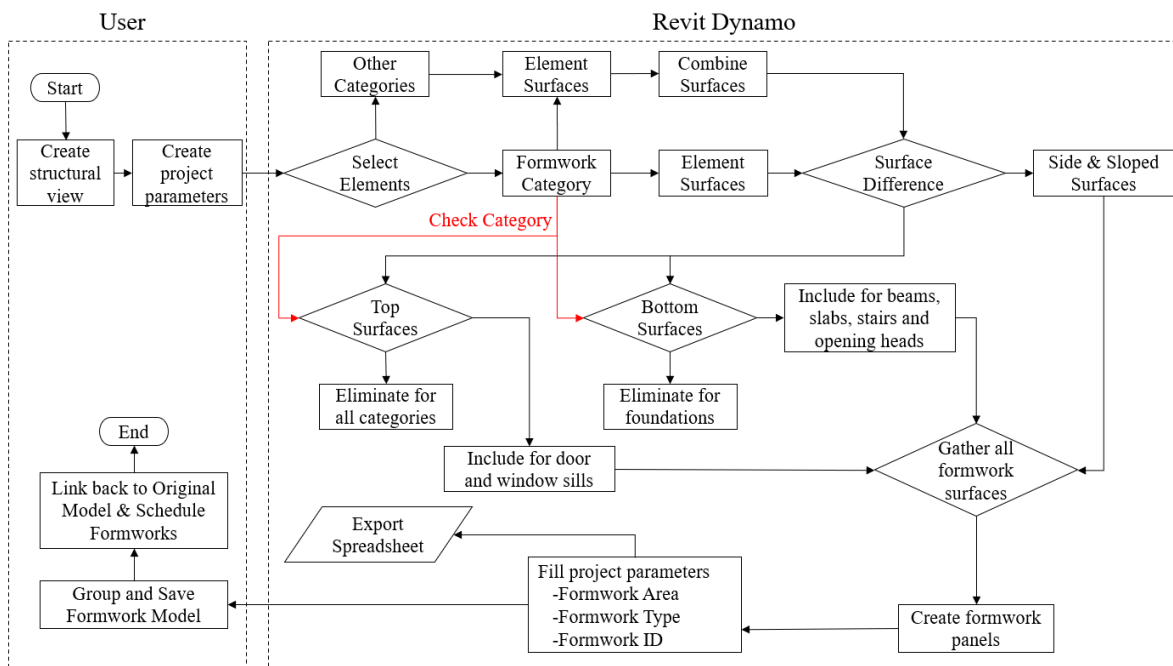 User
Revit Dynamo
Start
Create
structural
view
Create
project
parameters
Other
Categories
Element
Surfaces
Combine
Surfaces
Select
Elements
Formwork
Category
Element
Surfaces
Surface
Difference
Side & Sloped
Surfaces
Check Category
Top
Surfaces
Bottom
Surfaces
Include for beams,
slabs, stairs and
opening heads
Eliminate for
all categories
Eliminate for
foundations
Include for door
and window sills
Gather all
formwork
surfaces
End
Link back to Original
Model & Schedule
Formworks
Group and Save
Formwork Model
Export
Spreadsheet
Fill project parameters
-Formwork Area
-Formwork Type
-Formwork ID
Create formwork
panels